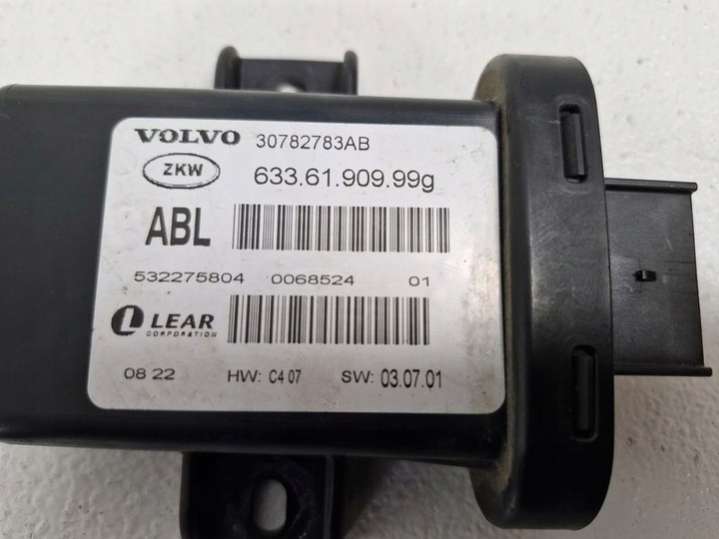 VOLVO 30782783AB
ZKW 633.61.909.99g
ABL
532275804 0068524 01
LEAR
CORPORATION
08 22 HW: C4 07 SW: 03.07.01